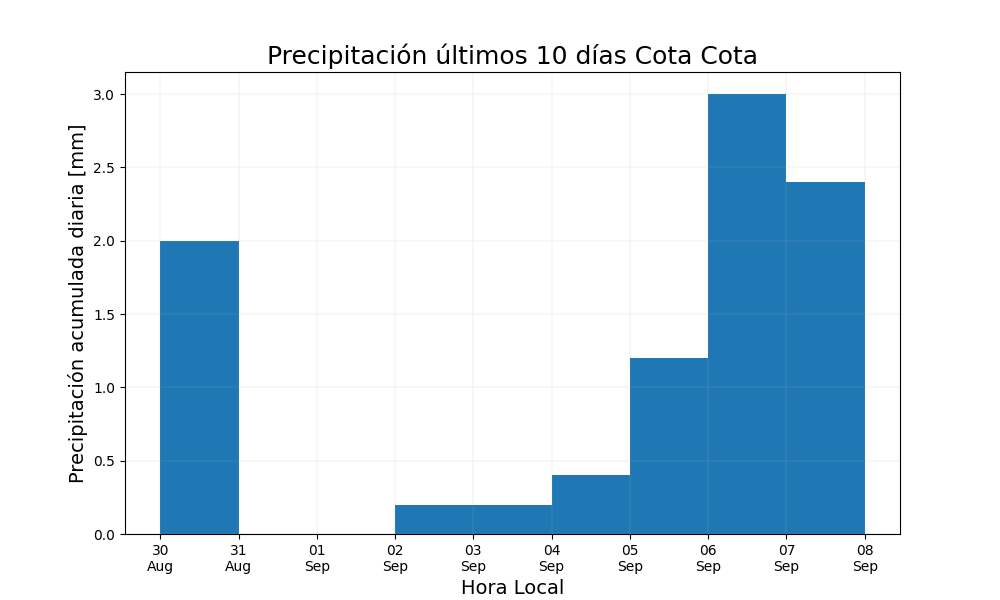 Precipitación últimos 10 días Cota Cota
Precipitación acumulada diaria [mm]
3.0
2.5
2.0
1.5
1.0
0.5
0.0
30 31 01 02 03 04 05 06 07 08
Aug Aug Sep Sep Sep Sep Sep Sep Sep Sep
Hora Local